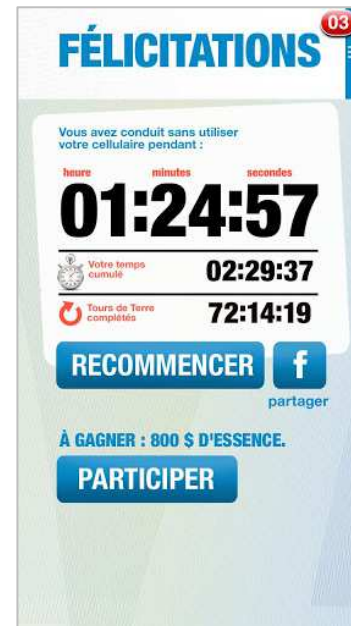 03
FÉLICITATIONS
Vous avez conduit sans utiliser
votre cellulaire pendant :
heure minutes secondes
01:24:57
Votre temps
cumulé
02:29:37
Tours de Terre
complétés
72:14:19
RECOMMENCER
f
partager
À GAGNER : 800 $ D'ESSENCE.
PARTICIPER